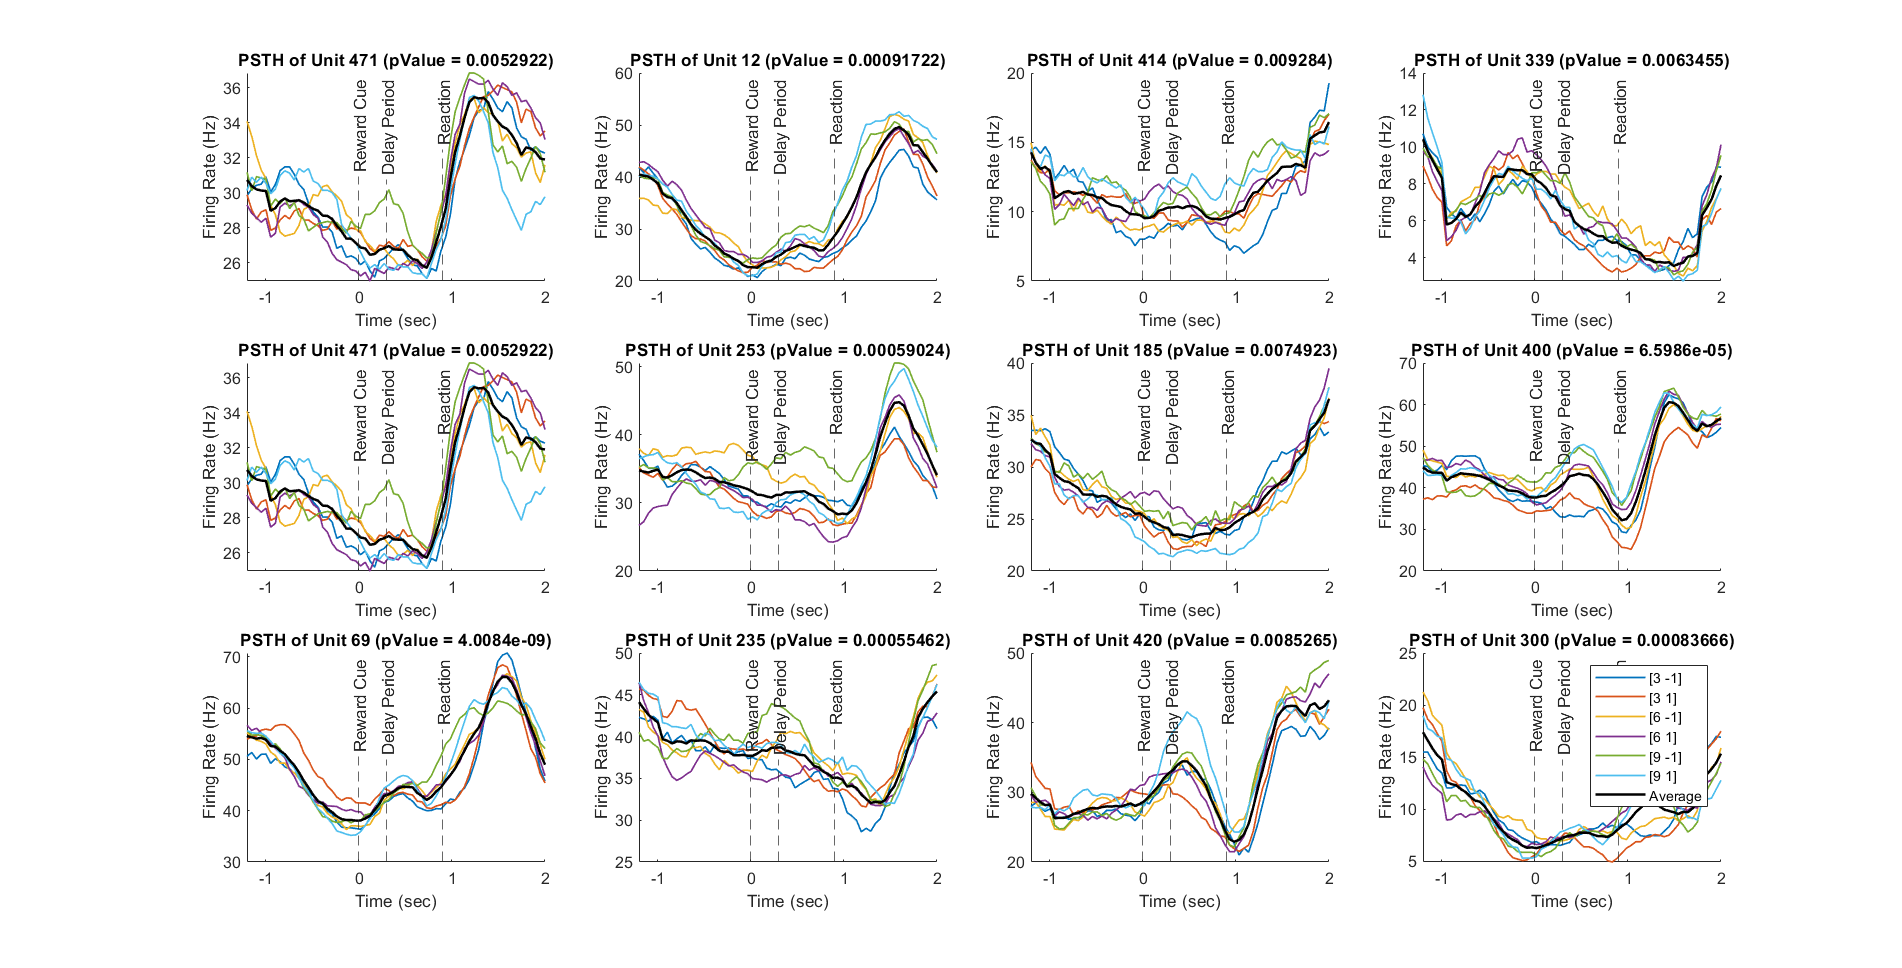 PSTH of Unit 471 (pValue = 0.0052922)
36
34
32
30
28
26
Firing Rate (Hz)
Reward Cue
Delay Period
Reaction
-1 0 1 2
Time (sec)
PSTH of Unit 12 (pValue = 0.00091722)
60
50
40
30
20
Firing Rate (Hz)
Reward Cue
Delay Period
Reaction
-1 0 1 2
Time (sec)
PSTH of Unit 414 (pValue = 0.009284)
20
15
10
5
Firing Rate (Hz)
Reward Cue
Delay Period
Reaction
-1 0 1 2
Time (sec)
PSTH of Unit 339 (pValue = 0.0063455)
14
12
10
8
6
4
Firing Rate (Hz)
Reward Cue
Delay Period
Reaction
-1 0 1 2
Time (sec)
PSTH of Unit 471 (pValue = 0.0052922)
36
34
32
30
28
26
Firing Rate (Hz)
Reward Cue
Delay Period
Reaction
-1 0 1 2
Time (sec)
PSTH of Unit 253 (pValue = 0.00059024)
50
40
30
20
Firing Rate (Hz)
Reward Cue
Delay Period
Reaction
-1 0 1 2
Time (sec)
PSTH of Unit 185 (pValue = 0.0074923)
40
35
30
25
20
Firing Rate (Hz)
Reward Cue
Delay Period
Reaction
-1 0 1 2
Time (sec)
PSTH of Unit 400 (pValue = 6.5986e-05)
70
60
50
40
30
20
Firing Rate (Hz)
Reward Cue
Delay Period
Reaction
-1 0 1 2
Time (sec)
PSTH of Unit 69 (pValue = 4.0084e-09)
70
60
50
40
30
Firing Rate (Hz)
Reward Cue
Delay Period
Reaction
-1 0 1 2
Time (sec)
PSTH of Unit 235 (pValue = 0.00055462)
50
45
40
35
30
25
Firing Rate (Hz)
Reward Cue
Delay Period
Reaction
-1 0 1 2
Time (sec)
PSTH of Unit 420 (pValue = 0.0085265)
50
40
30
20
Firing Rate (Hz)
Reward Cue
Delay Period
Reaction
-1 0 1 2
Time (sec)
PSTH of Unit 300 (pValue = 0.00083666)
25
20
15
10
5
Firing Rate (Hz)
Reward Cue
Delay Period
[3 -1]
[3 1]
[6 -1]
[6 1]
[9 -1]
[9 1]
Average
-1 0 1 2
Time (sec)